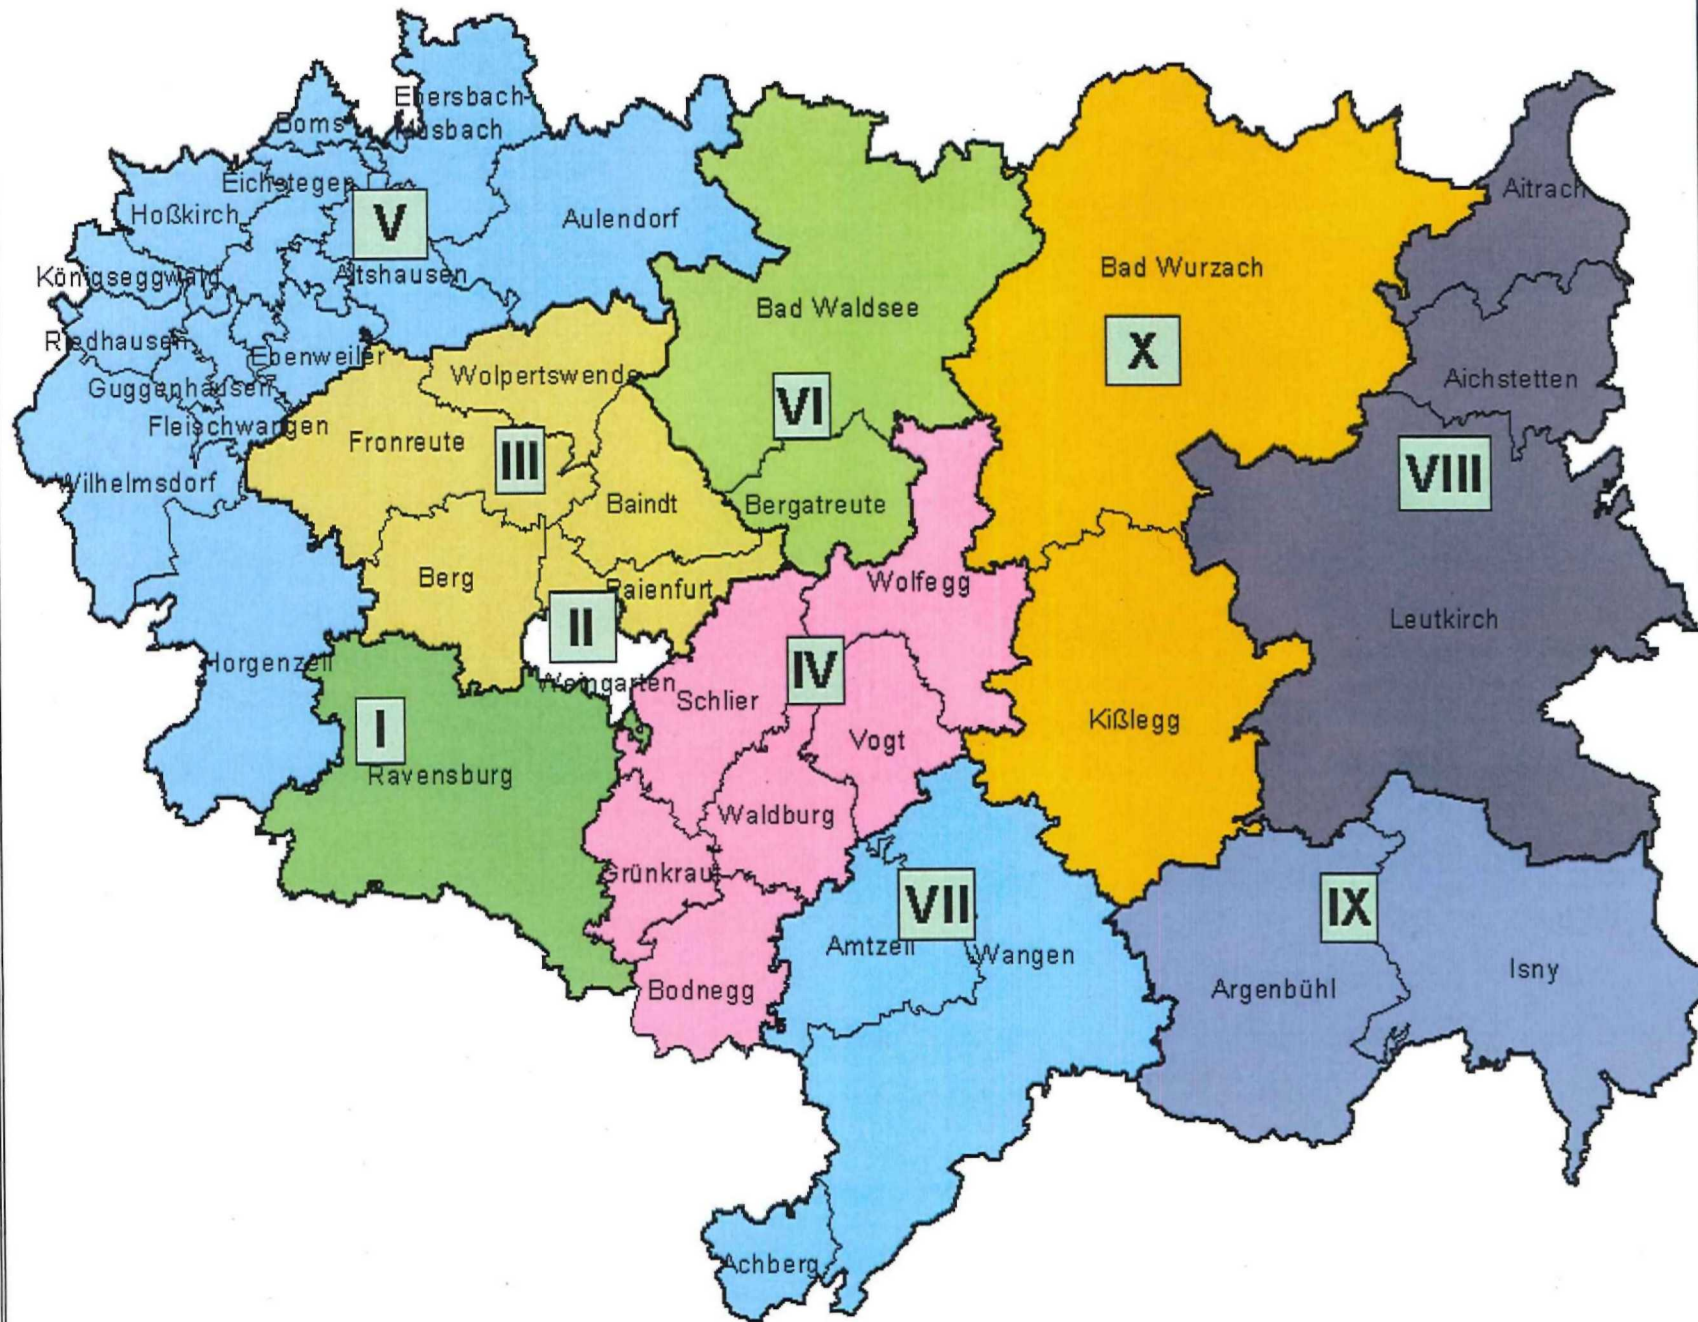 Ebersbach-
Musbach
Boms
Eichstegen
Hoßkirch
V
Aulendorf
Aitrach
Königseggwald
Altshausen
Bad Wurzach
Bad Waldsee
Riedhausen
Ebenweiler
X
Guggenhausen
Wolpertswende
Aichstetten
VI
Fleischwangen
Fronreute
III
VIII
Wilhelmsdorf
Baindt
Bergatreute
Berg
Baienfurt
Wolfegg
II
Leutkirch
Horgenzell
Weingarten
IV
Schlier
I
Vogt
Kißlegg
Ravensburg
Waldburg
Grünkraut
VII
IX
Amtzell
Wangen
Bodnegg
Argenbühl
Isny
Achberg